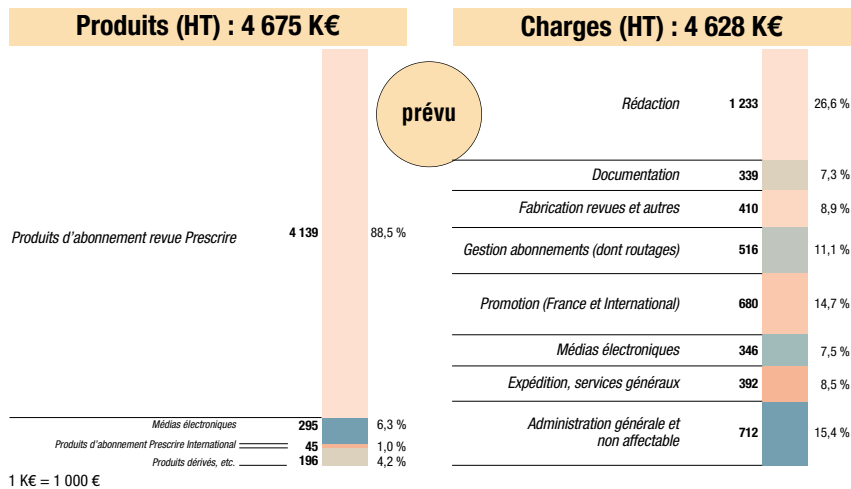 Produits (HT) : 4 675 K€
Produits d'abonnement revue Prescrire 4 139 88,5 %
Médias électroniques 295 6,3 %
Produits d'abonnement Prescrire International 45 1,0 %
Produits dérivés, etc. 196 4,2 %
1 K€ = 1 000 €
prévu
Charges (HT) : 4 628 K€
Rédaction 1 233 26,6 %
Documentation 339 7,3 %
Fabrication revues et autres 410 8,9 %
Gestion abonnements (dont routages) 516 11,1 %
Promotion (France et International) 680 14,7 %
Médias électroniques 346 7,5 %
Expédition, services généraux 392 8,5 %
Administration générale et
non affectable 712 15,4 %